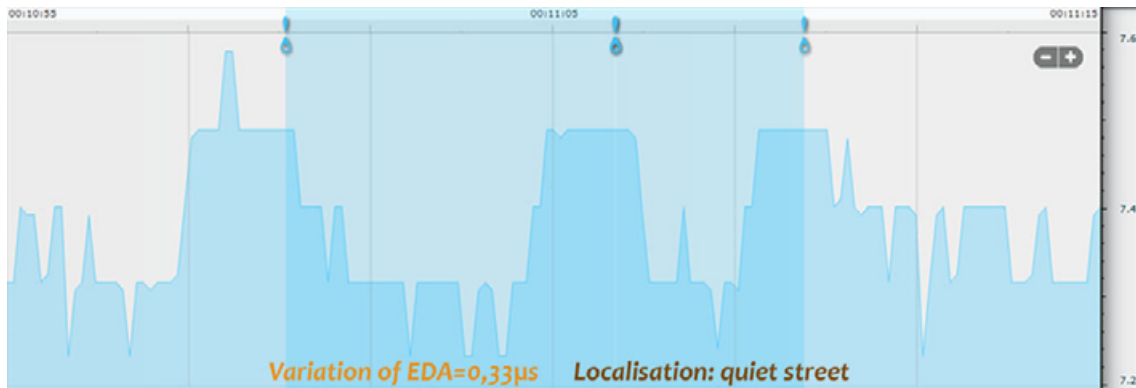 00:10:55 00:11:05 00:11:15
7.6
7.4
7.2
Variation of EDA=0,33µs Localisation: quiet street